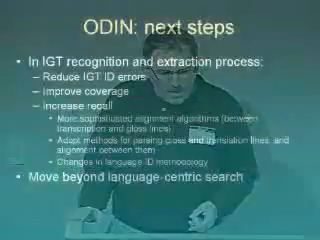 ODIN: next steps
• In IGT recognition and extraction process:
– Reduce IGT ID errors
– Improve coverage
– Increase recall
• More sophisticated alignment algorithms (between
transcription and gloss lines)
• Adapt methods for parsing gloss and translation lines, and
alignment between them
• Changes in language ID methodology
• Move beyond language-centric search